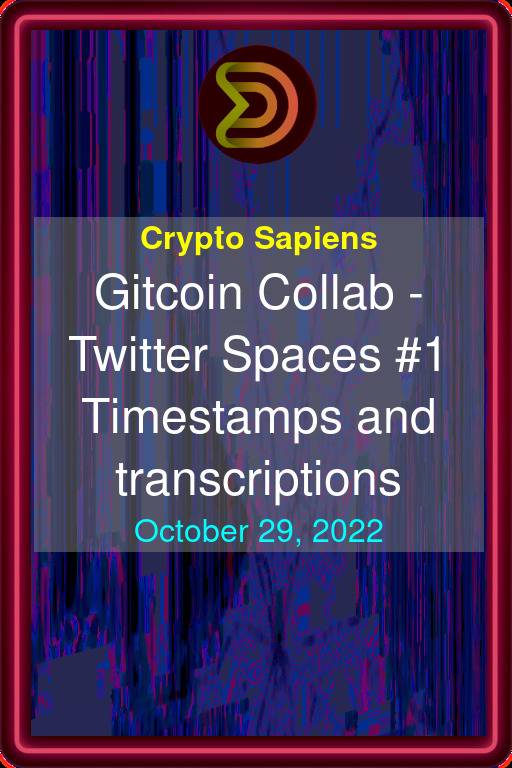 Crypto Sapiens
Gitcoin Collab -
Twitter Spaces #1
Timestamps and
transcriptions
October 29, 2022